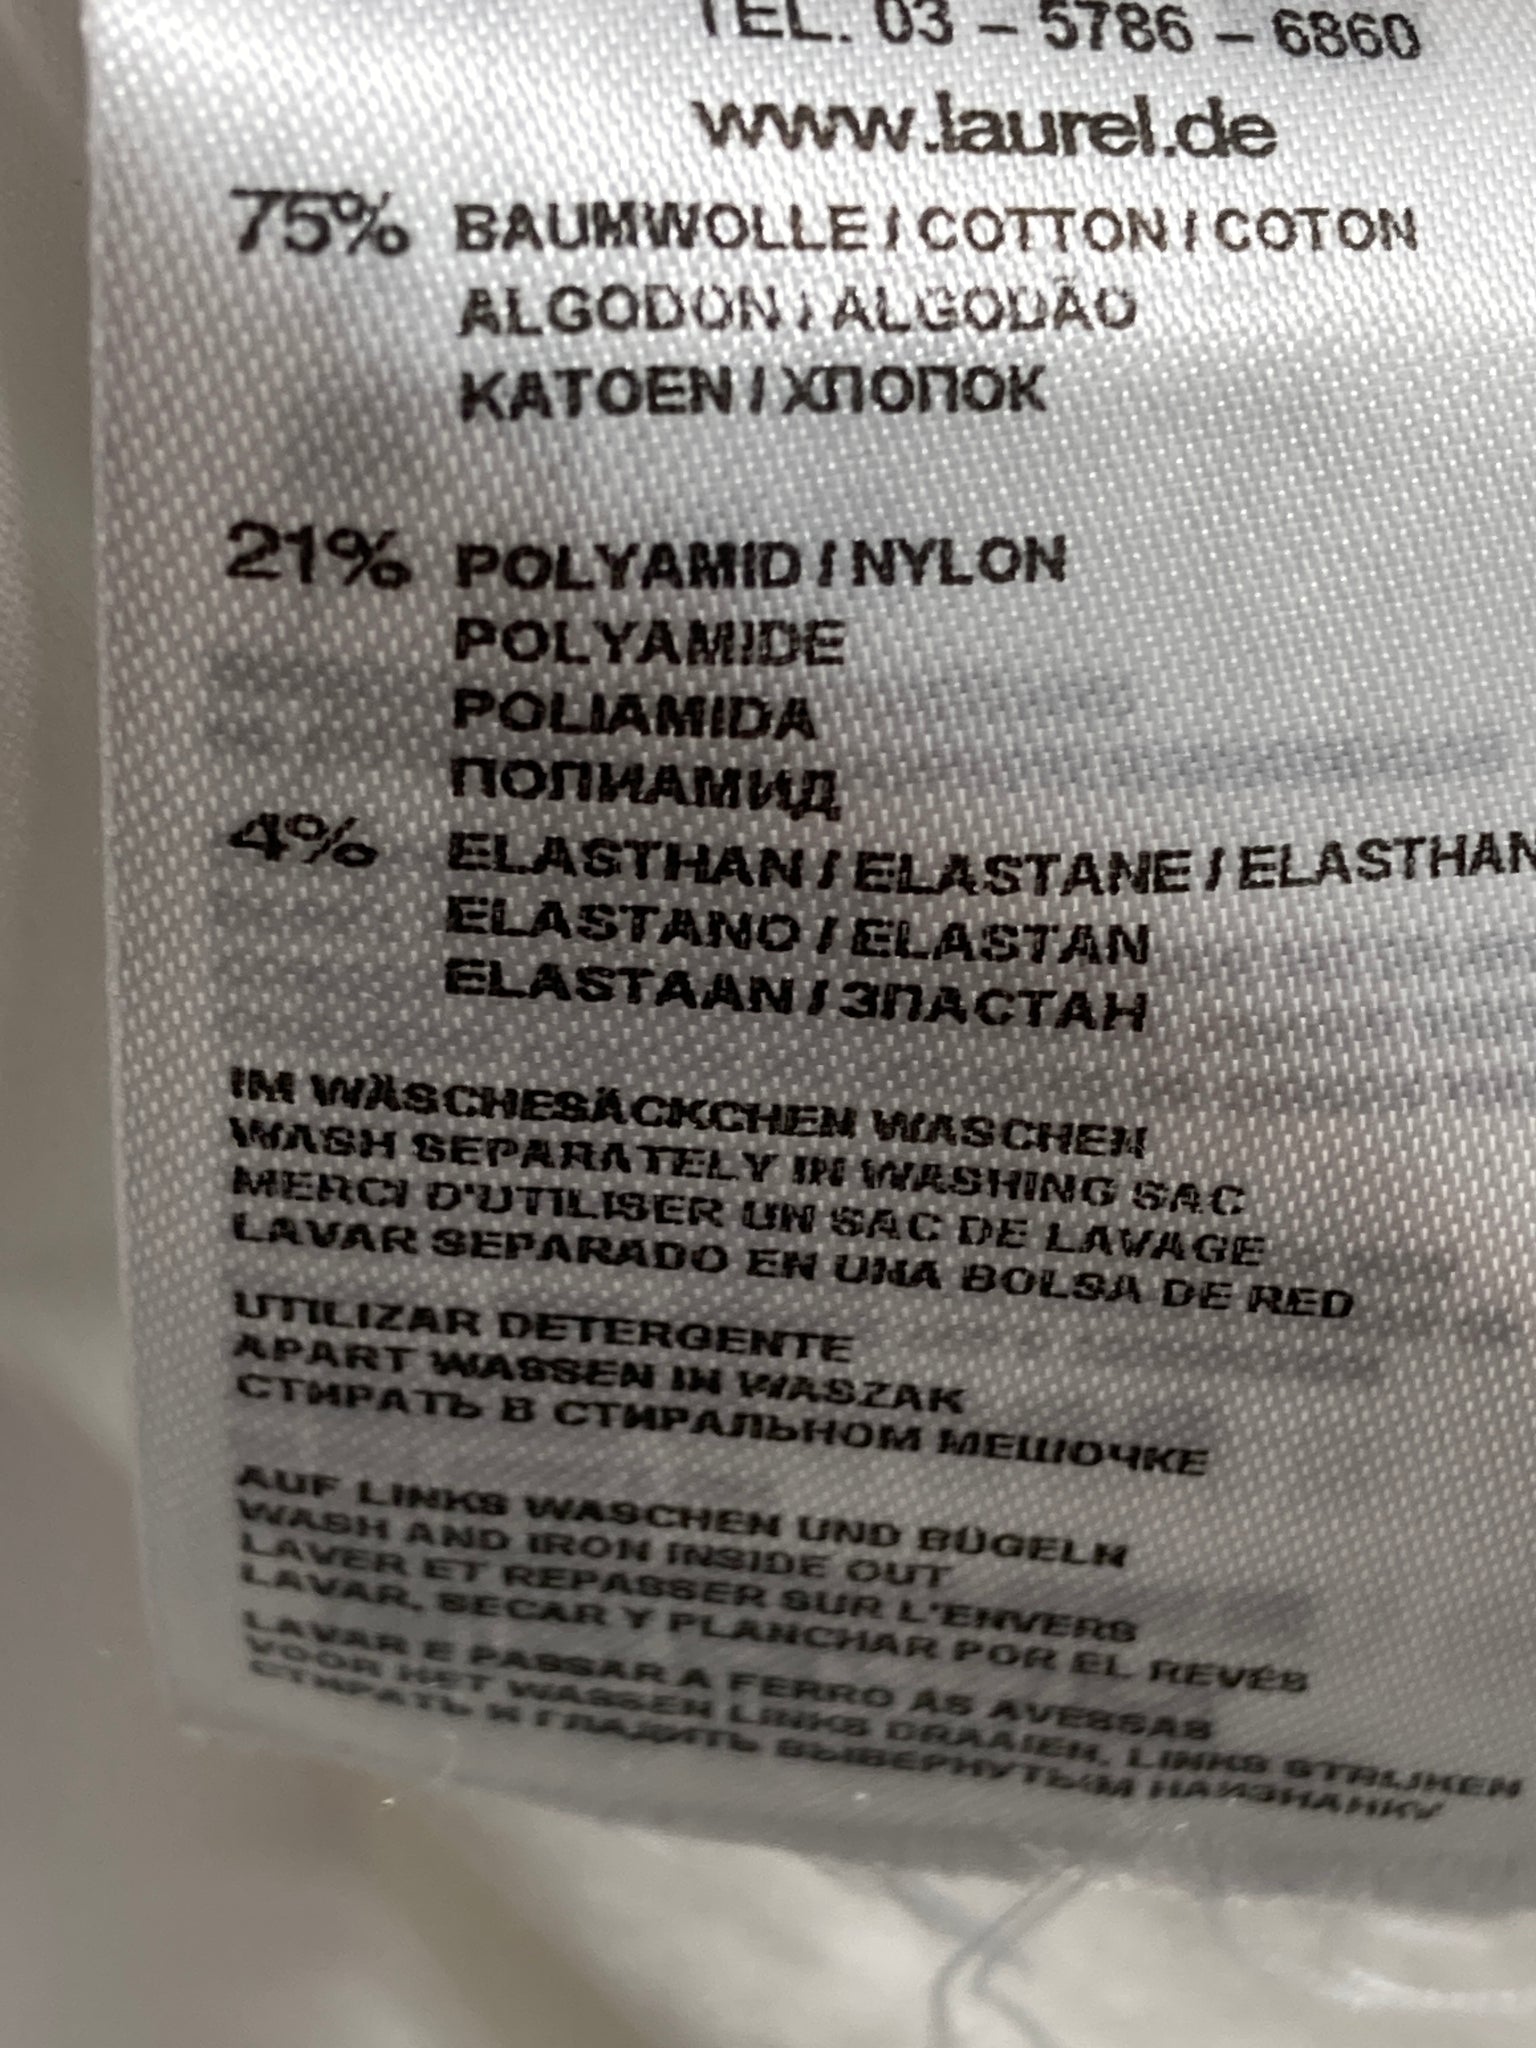 TEL. 03 – 5786 – 6860
www.laurel.de
75% BAUMWOLLE / COTTON / COTON
ALGODON / ALGODÃO
KATOEN / ХПОПОК
21% POLYAMID / NYLON
POLYAMIDE
POLIAMIDA
ПОПИАМИД
4% ELASTHAN / ELASTANE / ELASTHAN
ELASTANO / ELASTAN
ELASTAAN / ЗПАСТАН
IM WÄSCHESÄCKCHEN WASCHEN
WASH SEPARATELY IN WASHING SAC
MERCI D'UTILISER UN SAC DE LAVAGE
LAVAR SEPARADO EN UNA BOLSA DE RED
UTILIZAR DETERGENTE
APART WASSEN IN WASZAK
СТИРАТЬ В СТИРАЛЬНОМ МЕШОЧКЕ
AUF LINKS WASCHEN UND BÜGELN
WASH AND IRON INSIDE OUT
LAVER ET REPASSER SUR L'ENVERS
LAVAR, SECAR Y PLANCHAR POR EL REVÉS
LAVAR E PASSAR A FERRO ÀS AVESSAS
VOOR HET WASSEN LINKS DRAAIEN, LINKS STRIJKEN
СТИРАТЬ И ГЛАДИТЬ ВЫВЕРНУТЫМ НАИЗНАНКУ